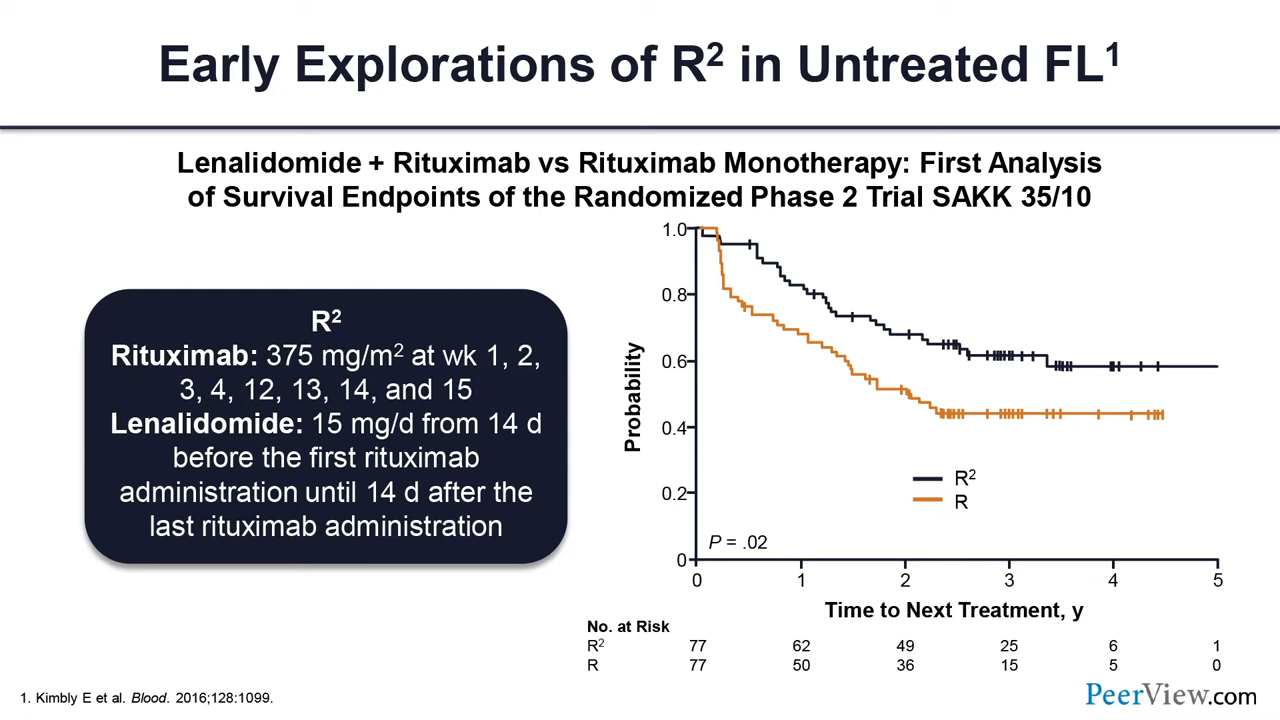 Early Explorations of R² in Untreated FL¹
Lenalidomide + Rituximab vs Rituximab Monotherapy: First Analysis
of Survival Endpoints of the Randomized Phase 2 Trial SAKK 35/10
R²
Rituximab: 375 mg/m² at wk 1, 2,
3, 4, 12, 13, 14, and 15
Lenalidomide: 15 mg/d from 14 d
before the first rituximab
administration until 14 d after the
last rituximab administration
Probability
1.0
0.8
0.6
0.4
0.2
0
R²
R
P = .02
0 1 2 3 4 5
Time to Next Treatment, y
No. at Risk
R² 77 62 49 25 6 1
R 77 50 36 15 5 0
1. Kimbly E et al. Blood. 2016;128:1099.
PeerView.com